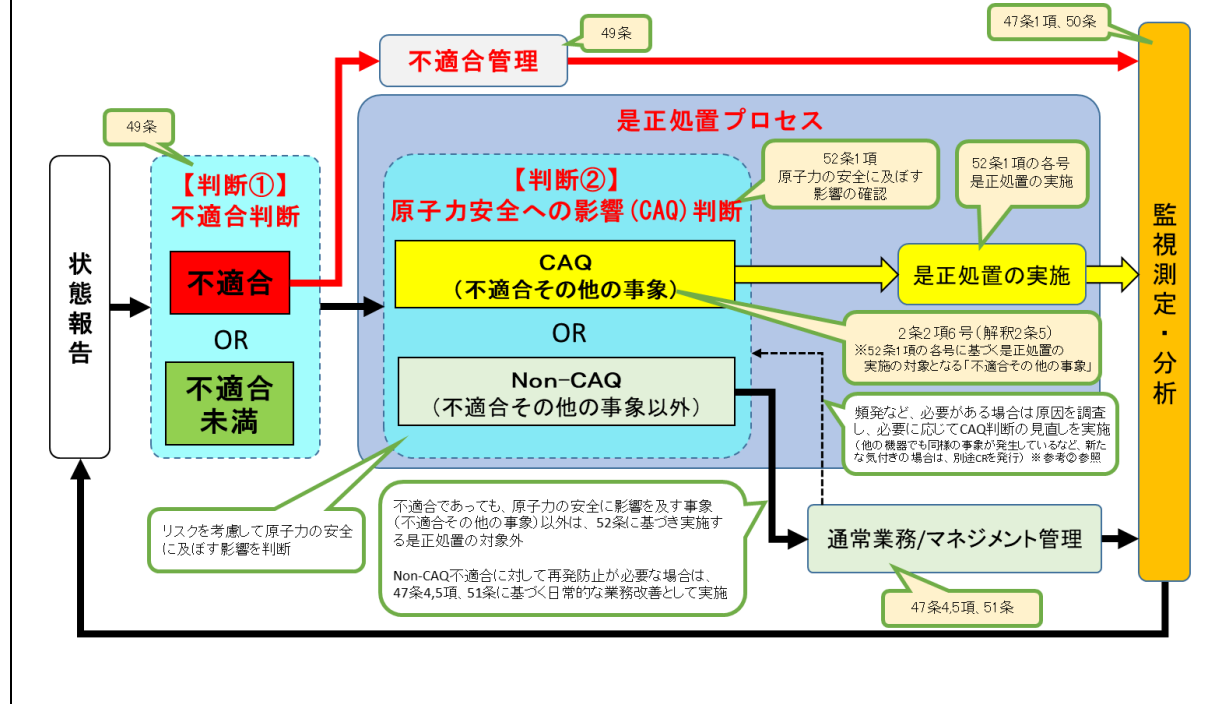 47条1項、50条
49条
不適合管理
49条
是正処置プロセス
状態報告
【判断①】
不適合判断
不適合
OR
不適合
未満
【判断②】
原子力安全への影響(CAQ)判断
CAQ
(不適合その他の事象)
OR
Non-CAQ
(不適合その他の事象以外)
52条1項
原子力の安全に及ぼす
影響の確認
52条1項の各号
是正処置の実施
是正処置の実施
監視測定・分析
2条2項6号(解釈2条5)
※52条1項の各号に基づく是正処置の
実施の対象となる「不適合その他の事象」
頻発など、必要がある場合は原因を調査
し、必要に応じてCAQ判断の見直しを実施
(他の機器でも同様の事象が発生しているなど、新た
な気付きの場合は、別途CRを発行)※参考②参照
リスクを考慮して原子力の安全
に及ぼす影響を判断
不適合であっても、原子力の安全に影響を及す事象
(不適合その他の事象)以外は、52条に基づき実施す
る是正処置の対象外
Non-CAQ不適合に対して再発防止が必要な場合は、
47条4,5項、51条に基づく日常的な業務改善として実施
通常業務/マネジメント管理
47条4,5項、51条